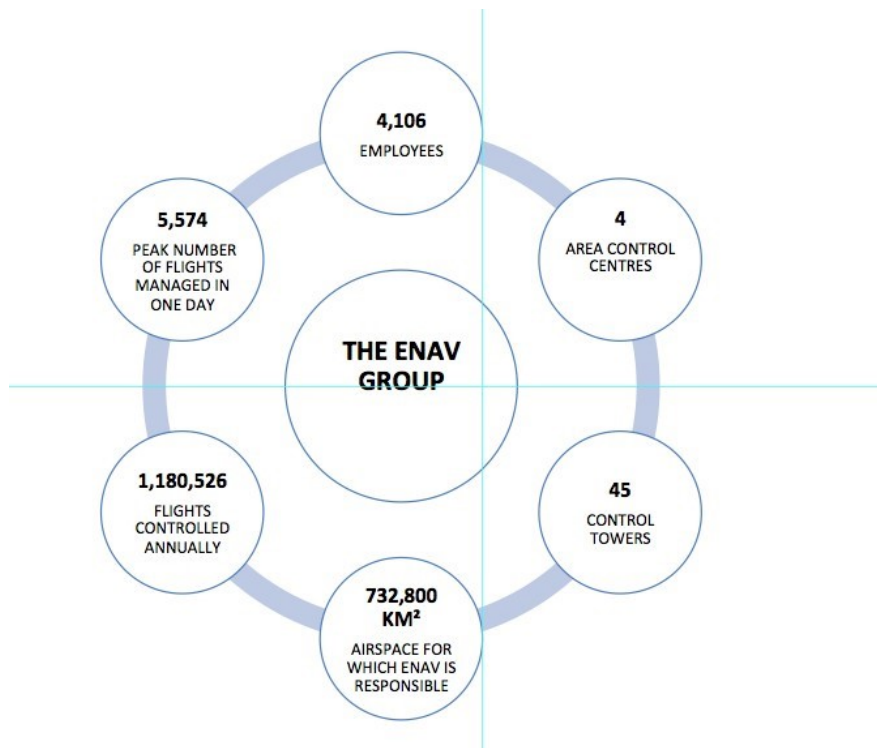 4,106
EMPLOYEES
4
AREA CONTROL
CENTRES
45
CONTROL
TOWERS
732,800
KM²
AIRSPACE FOR
WHICH ENAV IS
RESPONSIBLE
1,180,526
FLIGHTS
CONTROLLED
ANNUALLY
5,574
PEAK NUMBER
OF FLIGHTS
MANAGED IN
ONE DAY
THE ENAV
GROUP